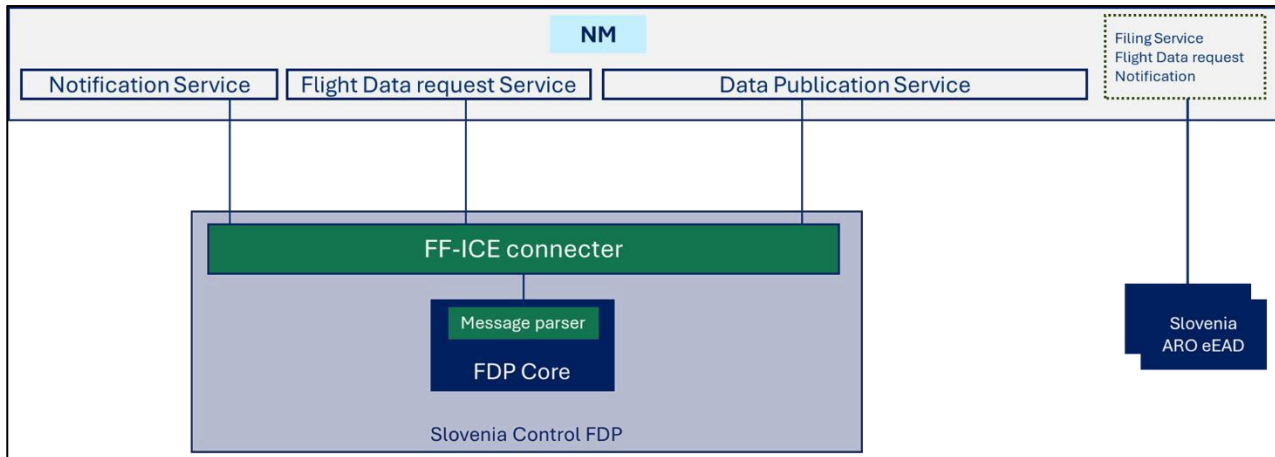 NM
Filing Service
Flight Data request
Notification
Notification Service
Flight Data request Service
Data Publication Service
FF-ICE connecter
Message parser
FDP Core
Slovenia Control FDP
Slovenia
ARO eEAD